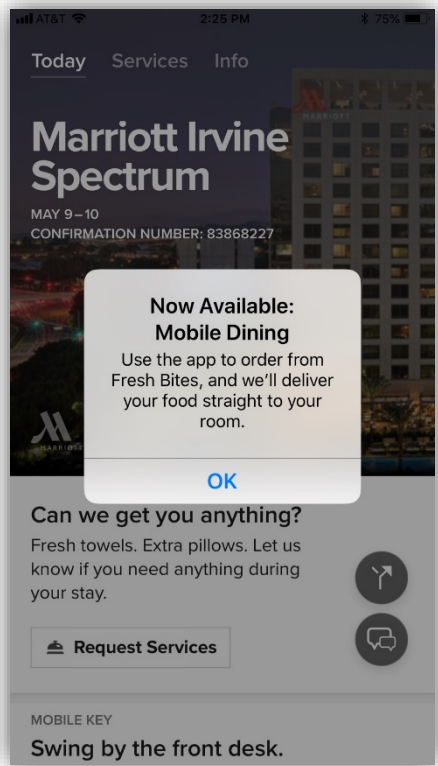 AT&T 2:25 PM 75%
Today Services Info
MARRIOTT
Marriott Irvine
Spectrum
MAY 9–10
CONFIRMATION NUMBER: 83868227
Now Available:
Mobile Dining
Use the app to order from
Fresh Bites, and we’ll deliver
your food straight to your
room.
MARRIOTT
OK
Can we get you anything?
Fresh towels. Extra pillows. Let us
know if you need anything during
your stay.
Request Services
MOBILE KEY
Swing by the front desk.